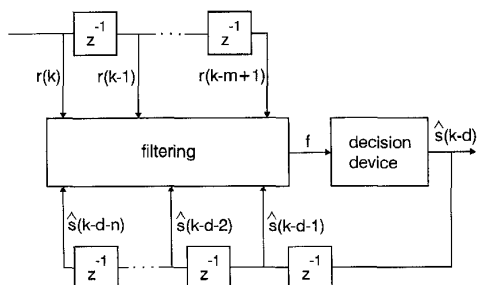 z⁻¹ ... z⁻¹
r(k) r(k-1) r(k-m+1)
filtering f decision device ŝ(k-d)
ŝ(k-d-n) ŝ(k-d-2) ŝ(k-d-1)
z⁻¹ ... z⁻¹ z⁻¹